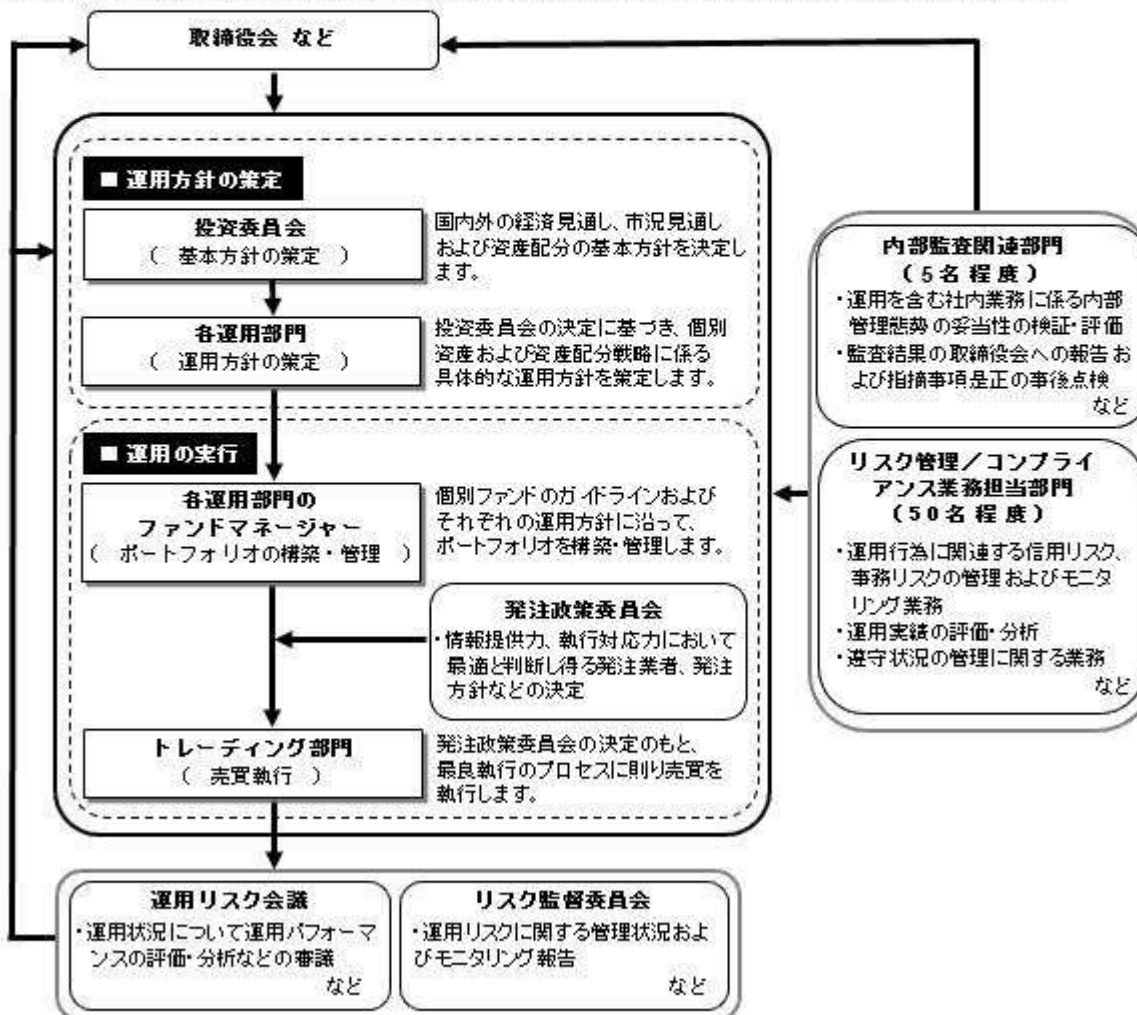 取締役会 など
■ 運用方針の策定
投資委員会
( 基本方針の策定 )
国内外の経済見通し、市況見通し
および資産配分の基本方針を決定し
ます。
各運用部門
( 運用方針の策定 )
投資委員会の決定に基づき、個別
資産および資産配分戦略に係る
具体的な運用方針を策定します。
■ 運用の実行
各運用部門の
ファンドマネージャー
( ポートフォリオの構築・管理 )
個別ファンドのガイドラインおよび
それぞれの運用方針に沿って、
ポートフォリオを構築・管理します。
発注政策委員会
・情報提供力、執行対応力において
最適と判断し得る発注業者、発注
方針などの決定
トレーディング部門
( 売買執行 )
発注政策委員会の決定のもと、
最良執行のプロセスに則り売買を
執行します。
運用リスク会議
・運用状況について運用パフォーマ
ンスの評価・分析などの審議
など
リスク監督委員会
・運用リスクに関する管理状況およ
びモニタリング報告
など
内部監査関連部門
(5名程度)
・運用を含む社内業務に係る内部
管理態勢の妥当性の検証・評価
・監査結果の取締役会への報告お
よび指摘事項是正の事後点検
など
リスク管理/コンプライ
アンス業務担当部門
(50名程度)
・運用行為に関連する信用リスク、
事務リスクの管理およびモニタ
リング業務
・運用実績の評価・分析
・遵守状況の管理に関する業務
など